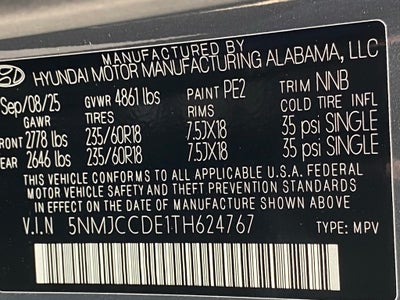 MANUFACTURED BY
HYUNDAI MOTOR MANUFACTURING ALABAMA, LLC
Sep/08/25 GVWR 4861 lbs PAINT PE2 TRIM NNB
GAWR TIRES RIMS COLD TIRE INFL
FRONT 2778 lbs 235/60R18 7.5JX18 35 psi SINGLE
REAR 2646 lbs 235/60R18 7.5JX18 35 psi SINGLE
THIS VEHICLE CONFORMS TO ALL APPLICABLE U.S.A. FEDERAL
MOTOR VEHICLE SAFETY AND THEFT PREVENTION STANDARDS
IN EFFECT ON THE DATE OF MANUFACTURE SHOWN ABOVE.
V.I.N 5NMJCCDE1TH624767 TYPE: MPV